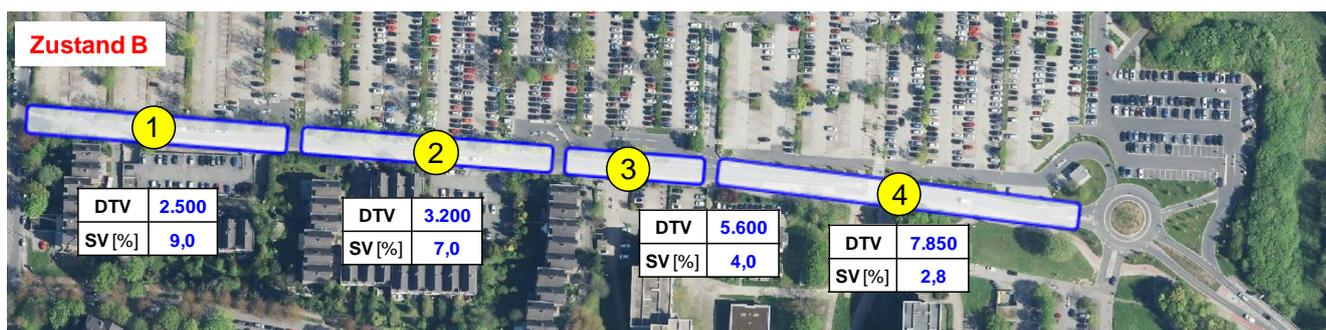 Zustand B
1
2
3
4
DTV 2.500
SV [%] 9,0
DTV 3.200
SV [%] 7,0
DTV 5.600
SV [%] 4,0
DTV 7.850
SV [%] 2,8